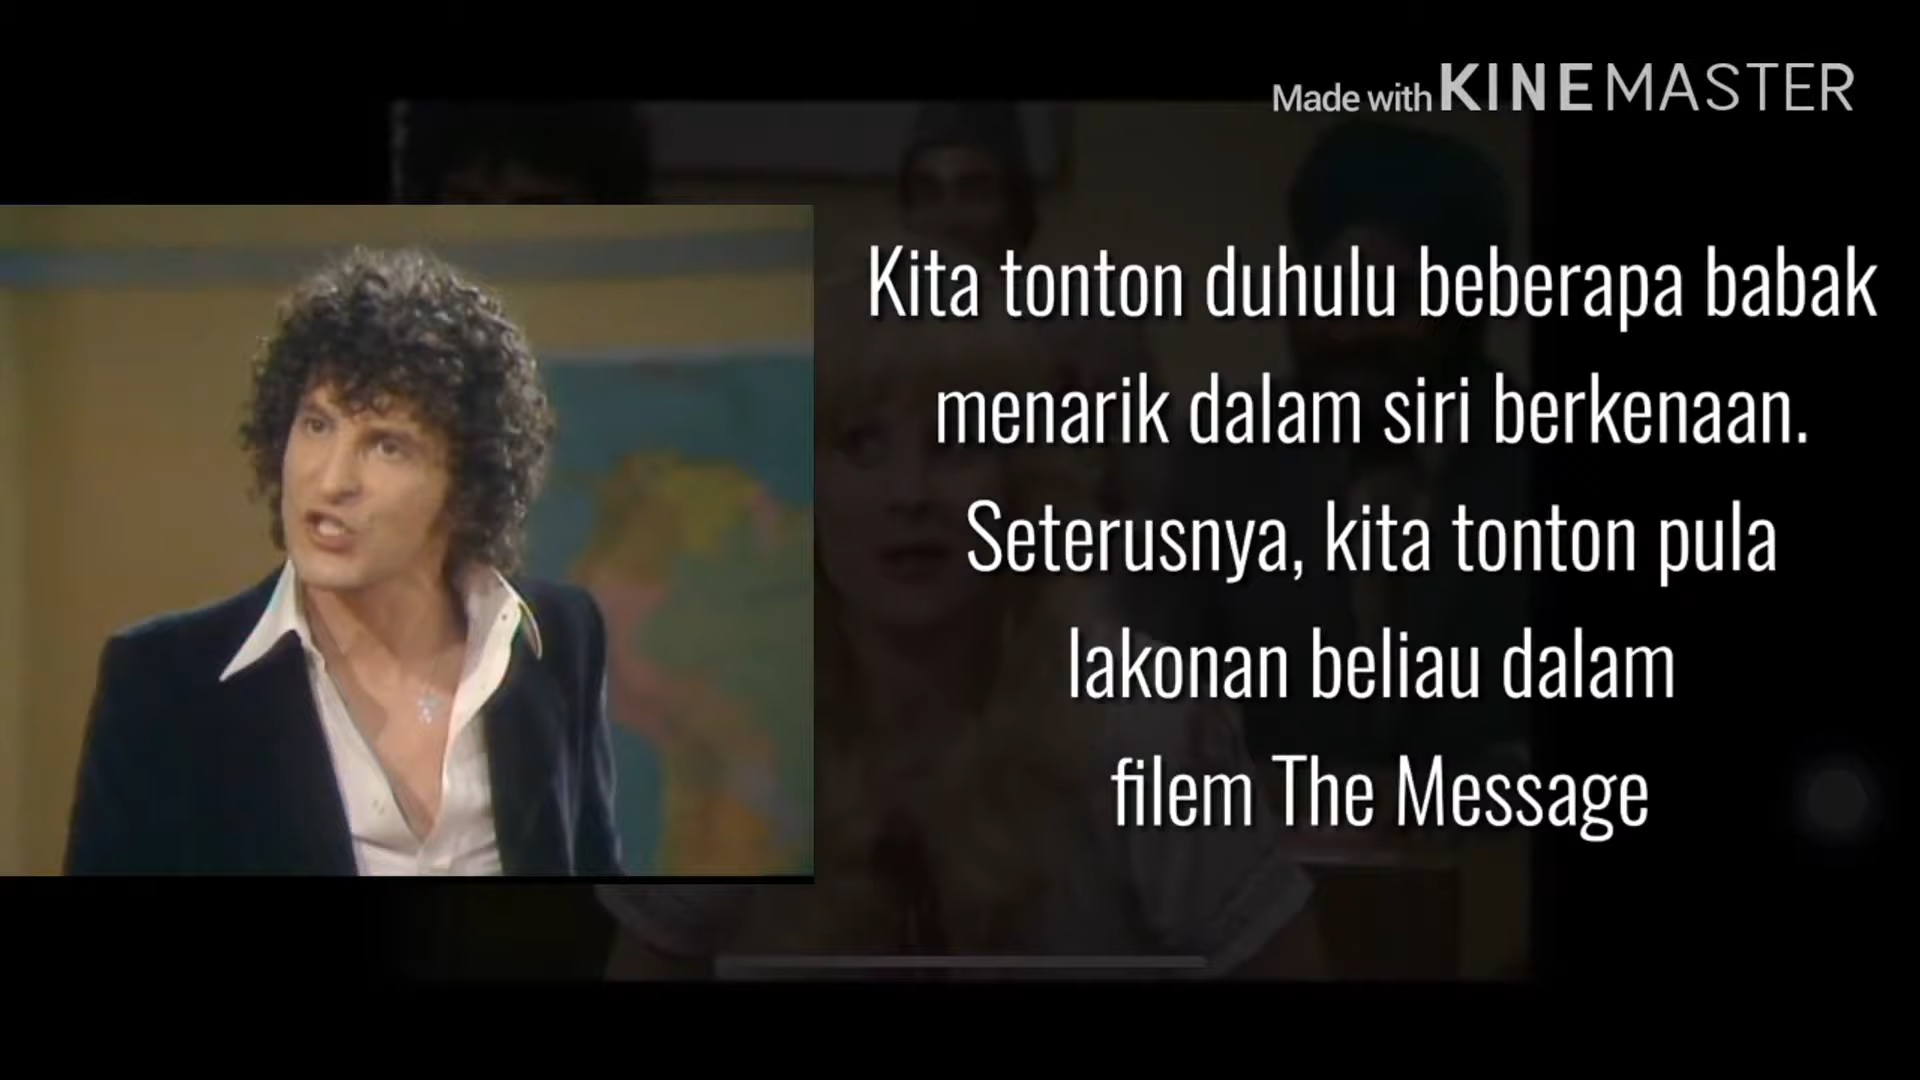 Made with KINEMASTER
Kita tonton duhulu beberapa babak
menarik dalam siri berkenaan.
Seterusnya, kita tonton pula
lakonan beliau dalam
filem The Message